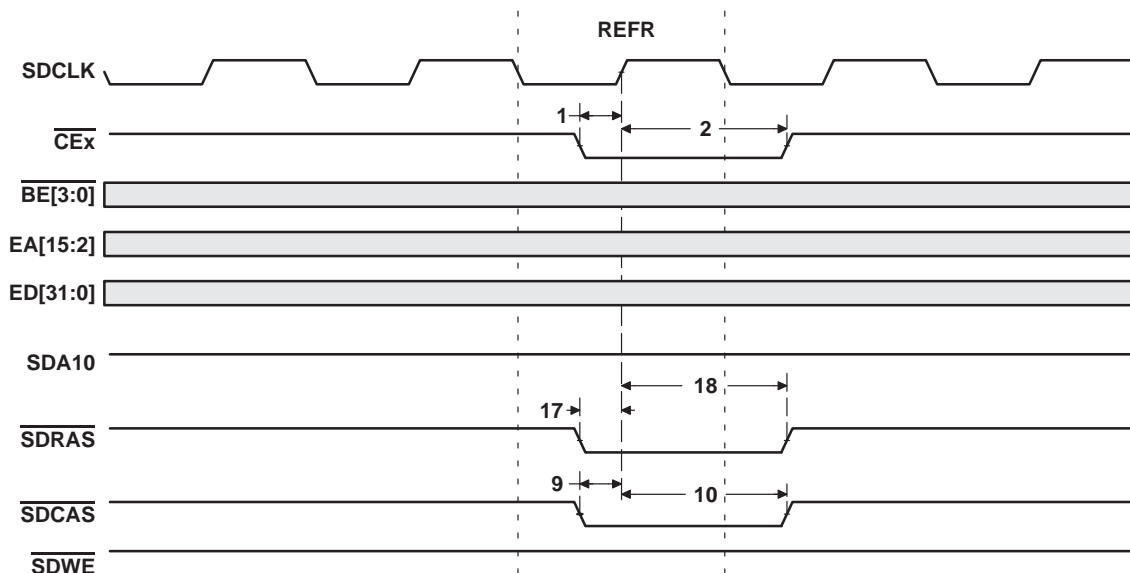 REFR
SDCLK
1
2
CEx
BE[3:0]
EA[15:2]
ED[31:0]
SDA10
18
17
SDRAS
9
10
SDCAS
SDWE